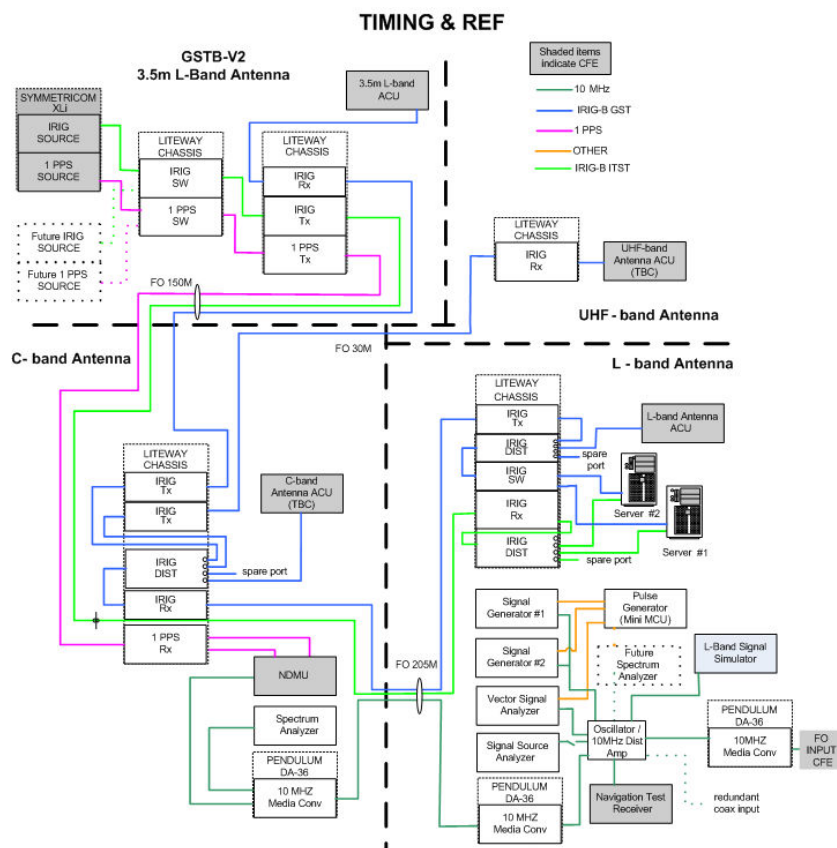 TIMING & REF
GSTB-V2
3.5m L-Band Antenna
SYMMETRICOM
XLi
IRIG
SOURCE
1 PPS
SOURCE
Future IRIG
SOURCE
Future 1 PPS
SOURCE
LITEWAY
CHASSIS
IRIG
SW
1 PPS
SW
LITEWAY
CHASSIS
IRIG
Rx
IRIG
Tx
1 PPS
Tx
3.5m L-band
ACU
Shaded items
indicate CFE
10 MHz
IRIG-B GST
1 PPS
OTHER
IRIG-B ITST
LITEWAY
CHASSIS
IRIG
Rx
UHF-band
Antenna ACU
(TBC)
UHF - band Antenna
FO 150M
FO 30M
C- band Antenna
L - band Antenna
LITEWAY
CHASSIS
IRIG
Tx
IRIG
Tx
IRIG
DIST
IRIG
Rx
1 PPS
Rx
C-band
Antenna ACU
(TBC)
spare port
NDMU
Spectrum
Analyzer
PENDULUM
DA-36
10 MHZ
Media Conv
FO 205M
LITEWAY
CHASSIS
IRIG
Tx
IRIG
DIST
IRIG
SW
IRIG
Rx
IRIG
DIST
L-band Antenna
ACU
spare
port
Server #2
Server #1
spare port
Signal
Generator #1
Signal
Generator #2
Vector Signal
Analyzer
Signal Source
Analyzer
Pulse
Generator
(Mini MCU)
Future
Spectrum
Analyzer
L-Band Signal
Simulator
Oscillator /
10MHz Dist
Amp
PENDULUM
DA-36
10MHZ
Media Conv
FO
INPUT
CFE
PENDULUM
DA-36
10 MHZ
Media Conv
Navigation Test
Receiver
redundant
coax input